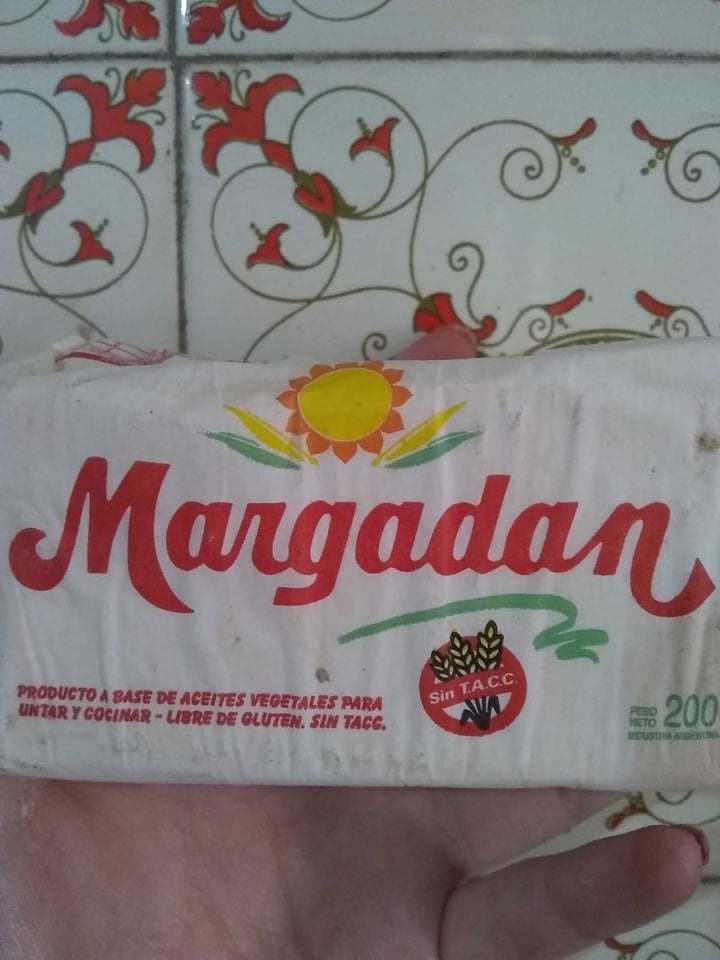 Margadan
Sin T.A.C.C.
PRODUCTO A BASE DE ACEITES VEGETALES PARA
UNTAR Y COCINAR - LIBRE DE GLUTEN. SIN TACC.
PESO
NETO 200
INDUSTRIA ARGENTINA